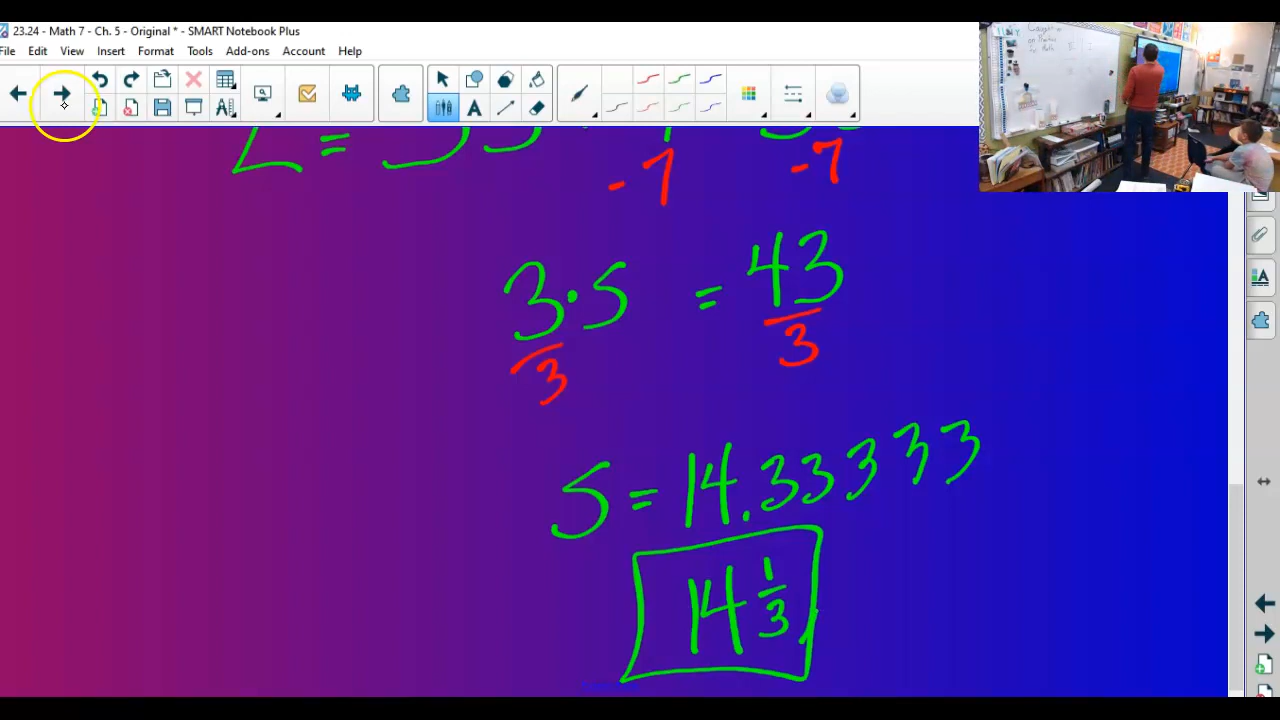 23.24 - Math 7 - Ch. 5 - Original * - SMART Notebook Plus
File Edit View Insert Format Tools Add-ons Account Help
Caught
-7 -7
3·S = 43
3 3
S = 14.33333
14 1/3